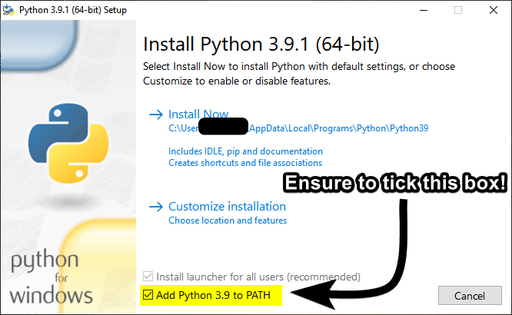 Python 3.9.1 (64-bit) Setup
Install Python 3.9.1 (64-bit)
Select Install Now to install Python with default settings, or choose
Customize to enable or disable features.
Install Now
C:\User AppData\Local\Programs\Python\Python39
Includes IDLE, pip and documentation
Creates shortcuts and file associations
Ensure to tick this box!
Customize installation
Choose location and features
python
for
windows
Install launcher for all users (recommended)
Add Python 3.9 to PATH
Cancel